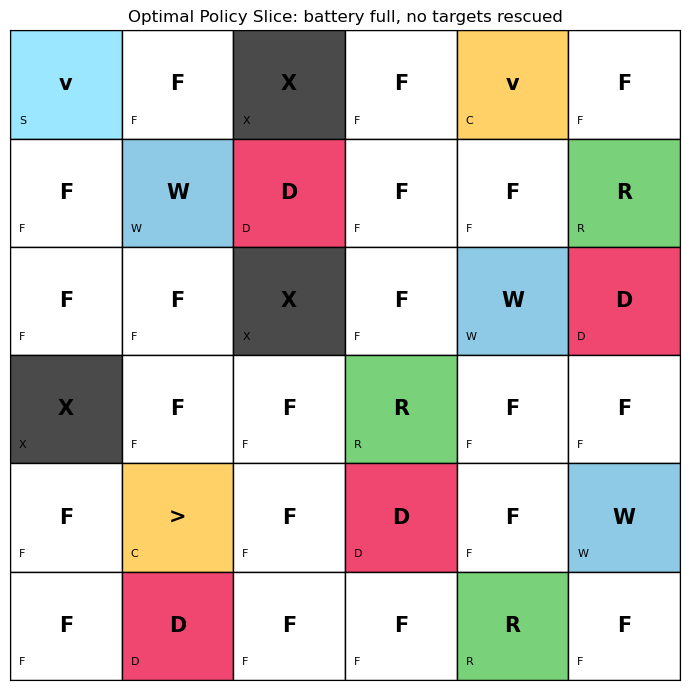 Optimal Policy Slice: battery full, no targets rescued
v F X F v F
S F X F C F
F W D F F R
F W D F F R
F F X F W D
F F X F W D
X F F R F F
X F F R F F
F > F D F W
F C F D F W
F D F F R F
F D F F R F